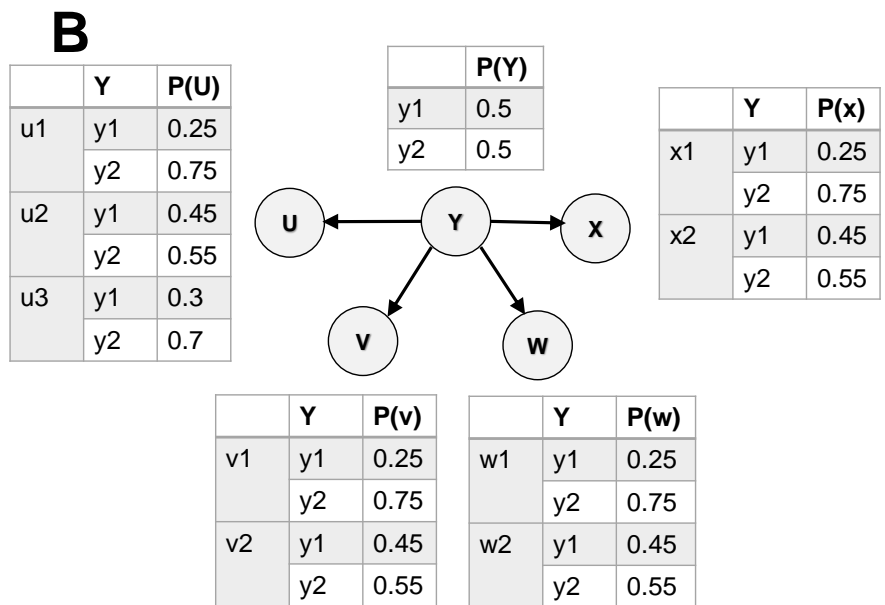 B
Y P(U)
u1 y1 0.25
y2 0.75
u2 y1 0.45
y2 0.55
u3 y1 0.3
y2 0.7
P(Y)
y1 0.5
y2 0.5
Y P(x)
x1 y1 0.25
y2 0.75
x2 y1 0.45
y2 0.55
U
Y
X
V
W
Y P(v)
v1 y1 0.25
y2 0.75
v2 y1 0.45
y2 0.55
Y P(w)
w1 y1 0.25
y2 0.75
w2 y1 0.45
y2 0.55